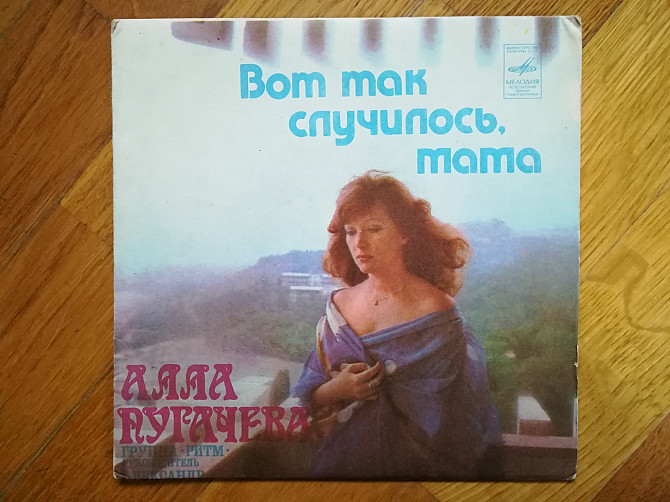 Вот так
случилось,
мама
МЕЛОДИЯ
АЛЛА
ПУГАЧЕВА
ГРУППА «РИТМ»